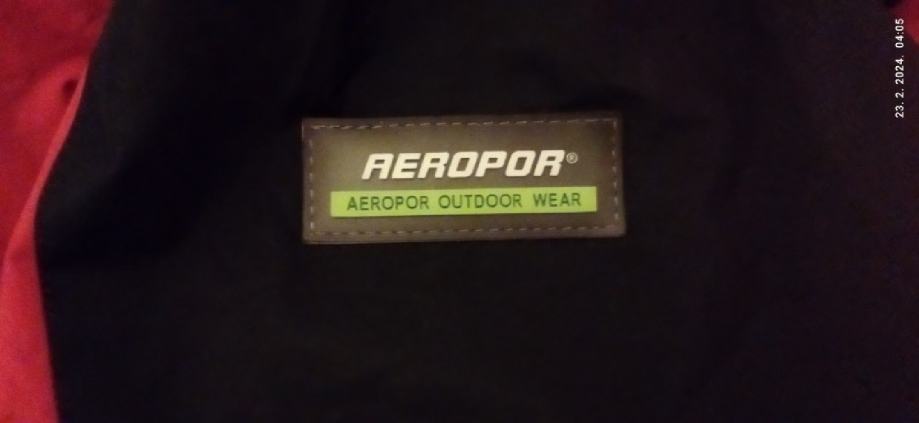 AEROPOR®
AEROPOR OUTDOOR WEAR
23. 2. 2024. 04:05